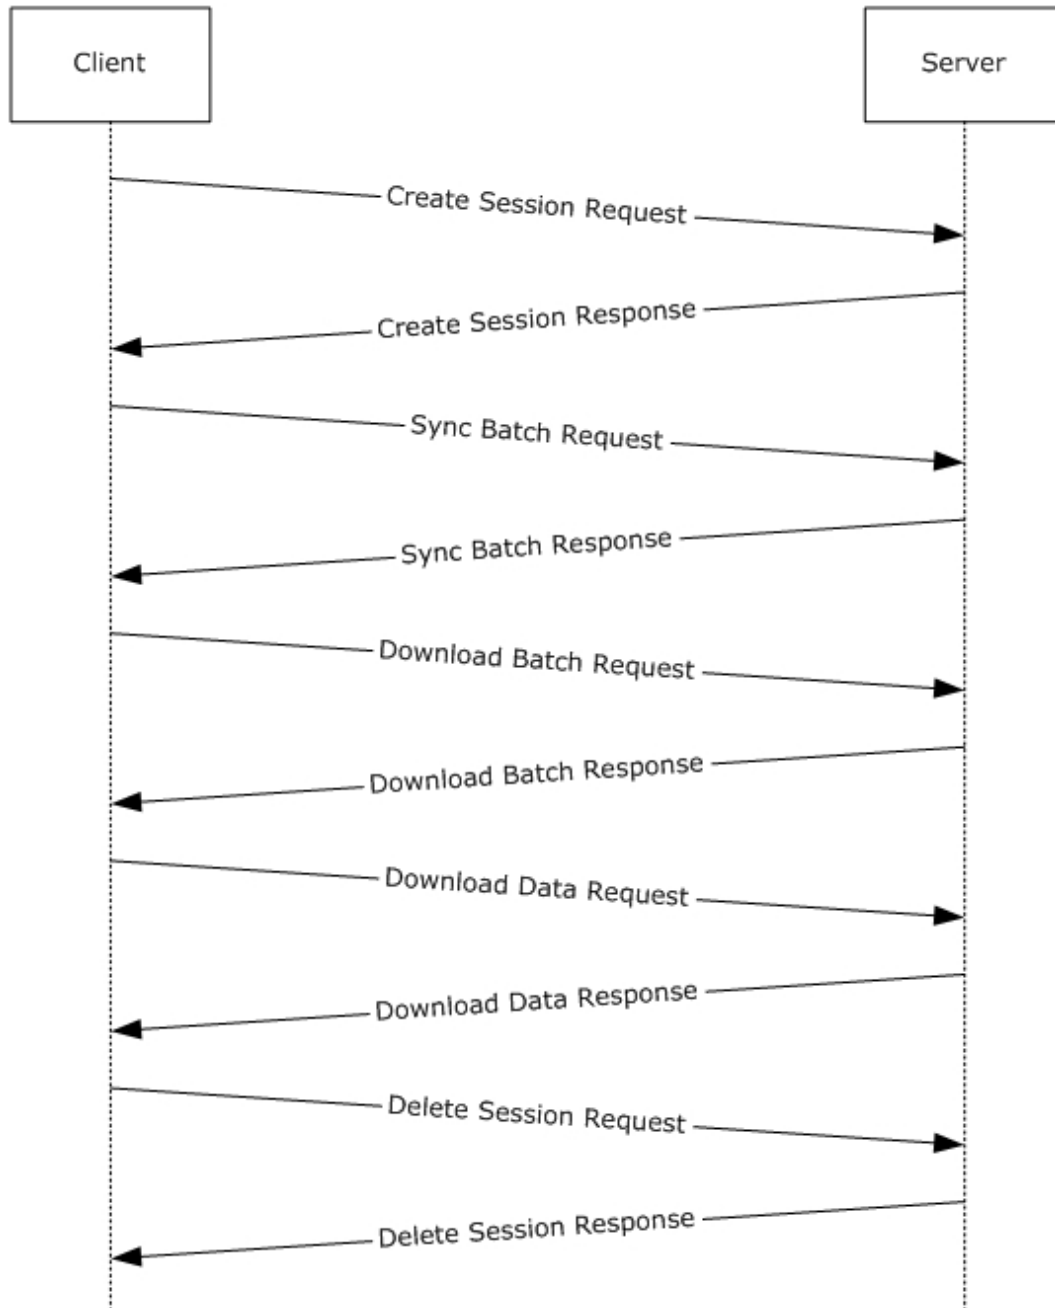 Client
Server
Create Session Request
Create Session Response
Sync Batch Request
Sync Batch Response
Download Batch Request
Download Batch Response
Download Data Request
Download Data Response
Delete Session Request
Delete Session Response